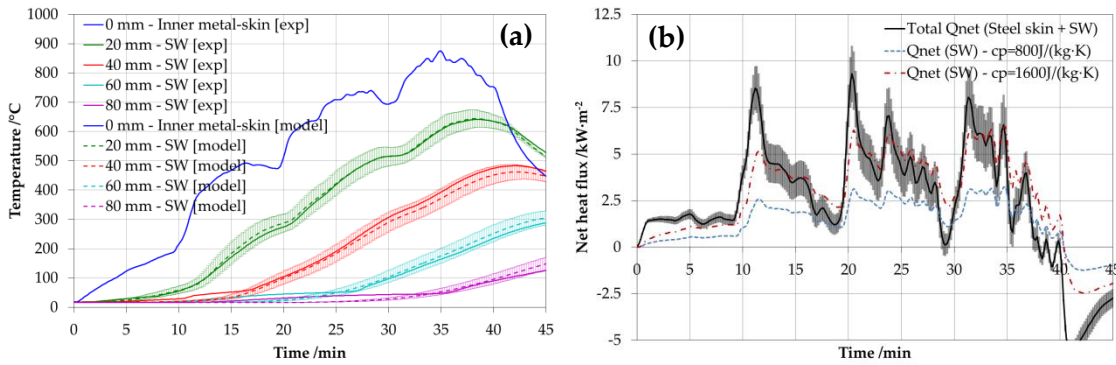 (a)
0 mm - Inner metal-skin [exp]
20 mm - SW [exp]
40 mm - SW [exp]
60 mm - SW [exp]
80 mm - SW [exp]
0 mm - Inner metal-skin [model]
20 mm - SW [model]
40 mm - SW [model]
60 mm - SW [model]
80 mm - SW [model]
Temperature /°C
1000
900
800
700
600
500
400
300
200
100
0
0 5 10 15 20 25 30 35 40 45
Time /min
(b)
Total Qnet (Steel skin + SW)
Qnet (SW) - cp=800J/(kg·K)
Qnet (SW) - cp=1600J/(kg·K)
Net heat flux /kW·m-2
12.5
10
7.5
5
2.5
0
-2.5
-5
0 5 10 15 20 25 30 35 40 45
Time /min